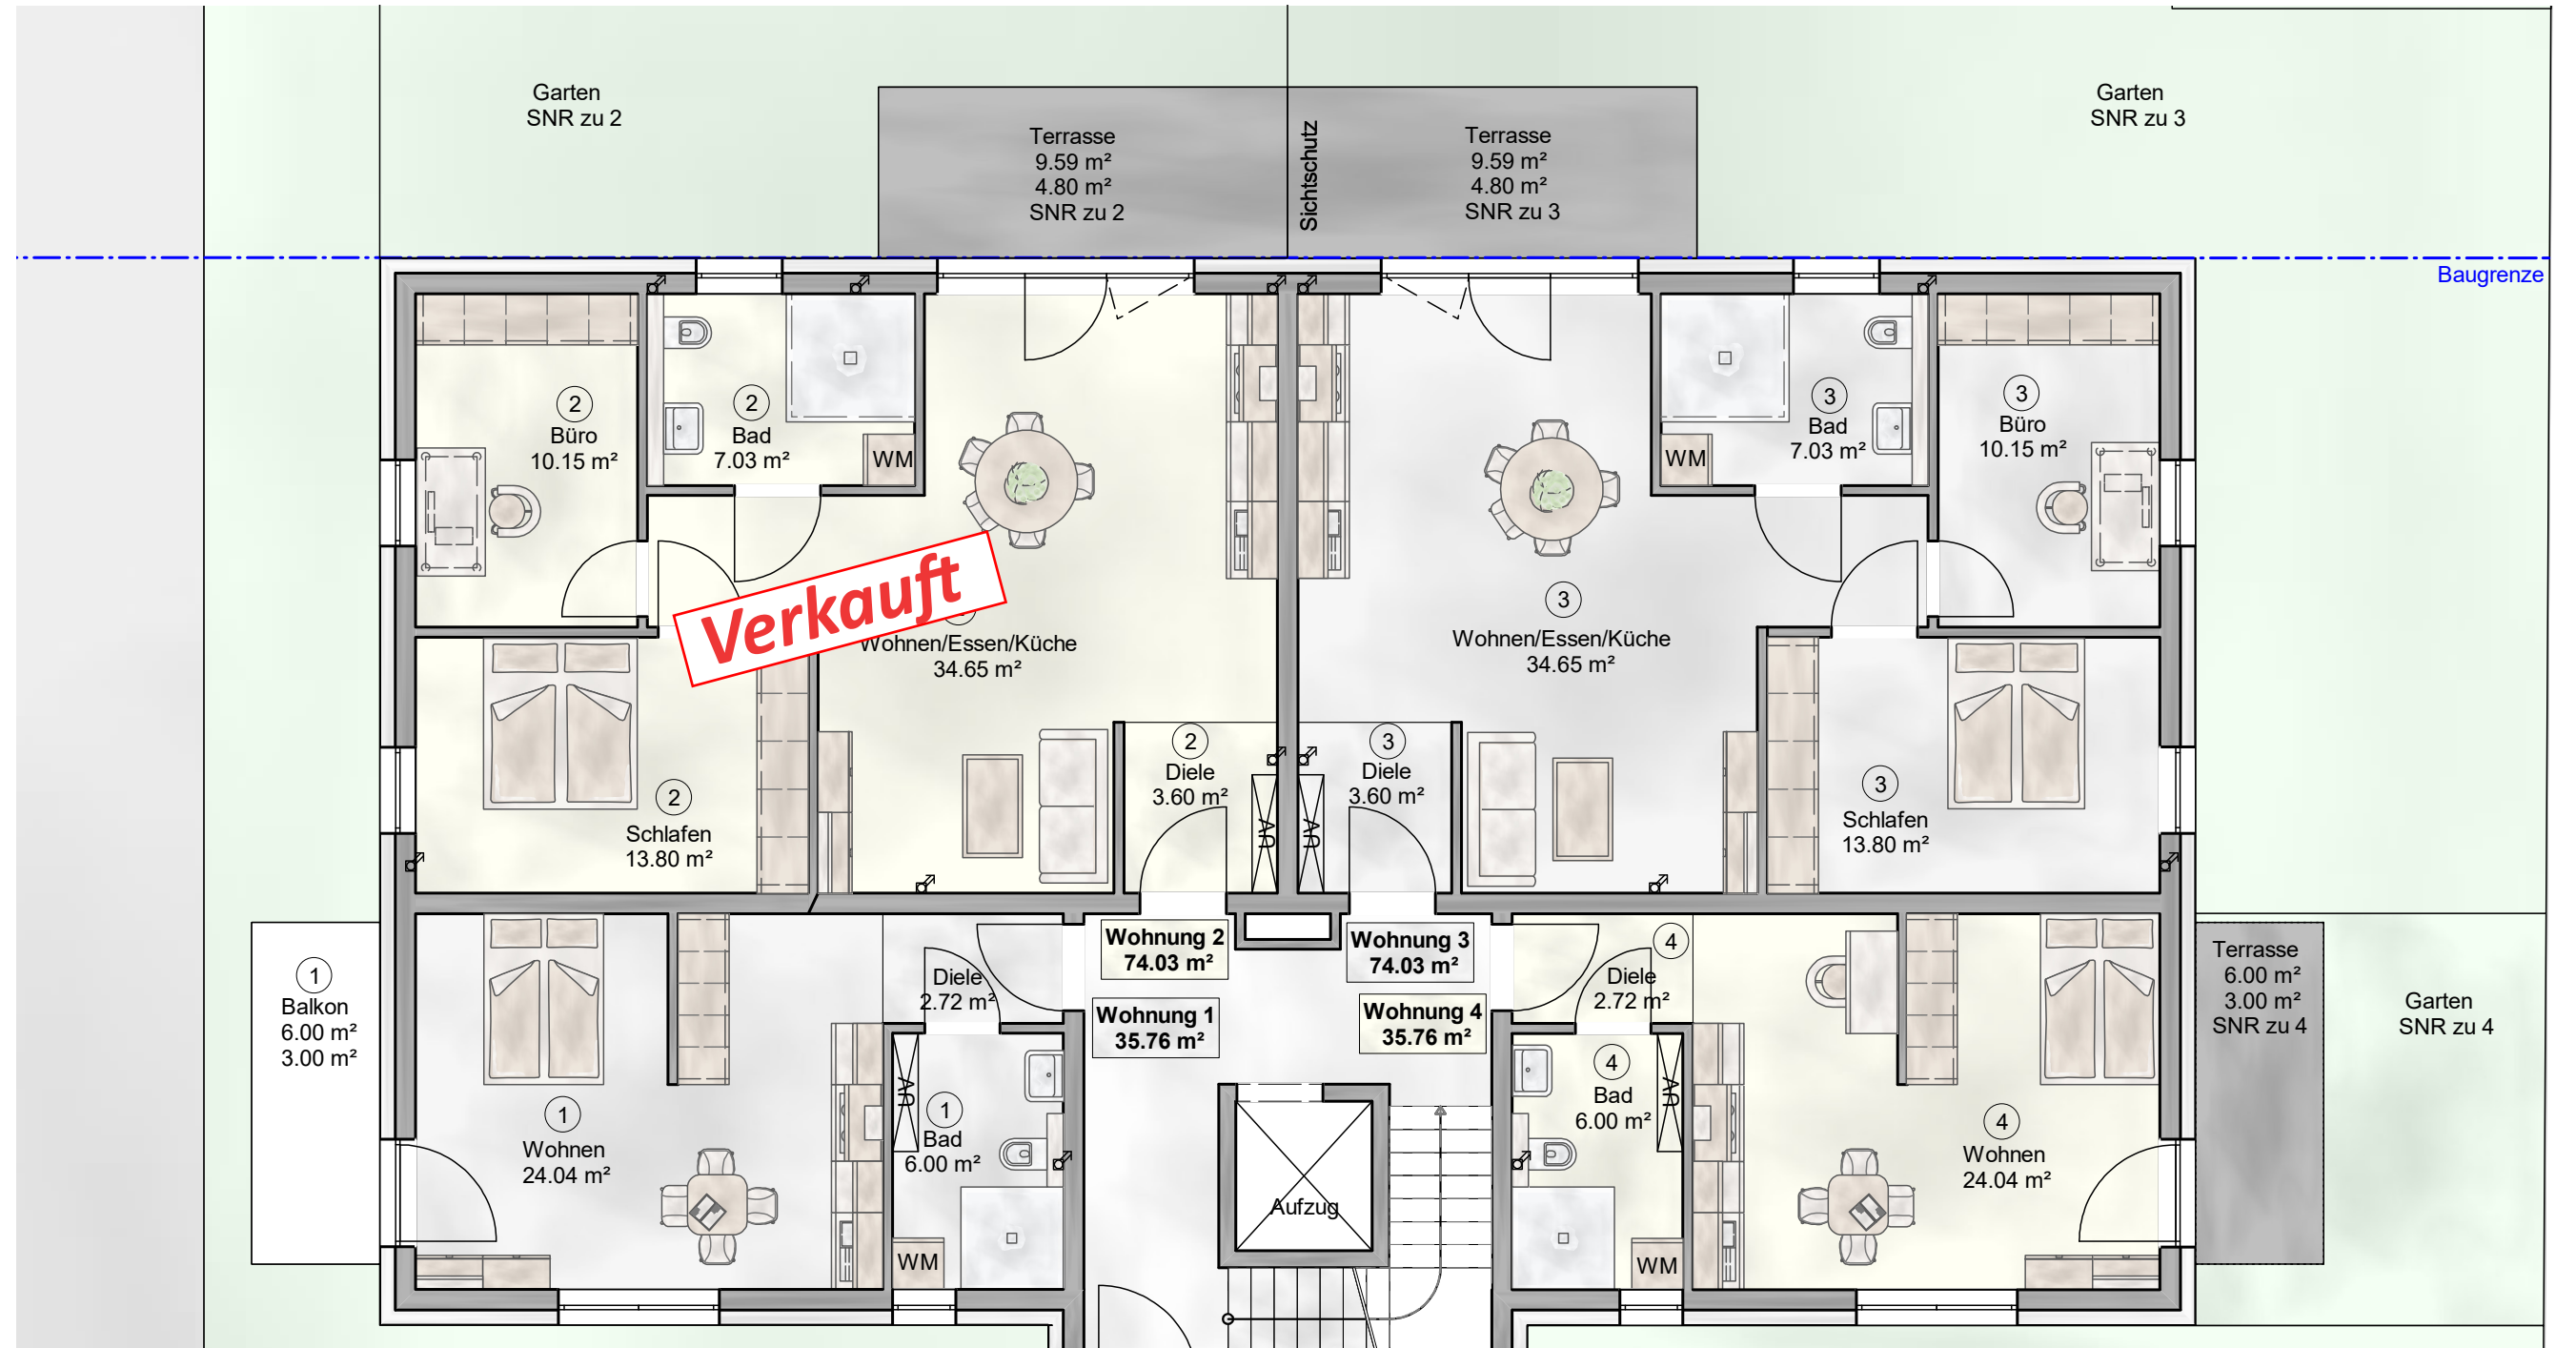 Garten
SNR zu 2
Terrasse
9.59 m²
4.80 m²
SNR zu 2
Sichtschutz
Terrasse
9.59 m²
4.80 m²
SNR zu 3
Garten
SNR zu 3
Baugrenze
2
Büro
10.15 m²
2
Bad
7.03 m²
WM
WM
3
Bad
7.03 m²
3
Büro
10.15 m²
Verkauft
Wohnen/Essen/Küche
34.65 m²
3
Wohnen/Essen/Küche
34.65 m²
2
Schlafen
13.80 m²
2
Diele
3.60 m²
3
Diele
3.60 m²
3
Schlafen
13.80 m²
1
Balkon
6.00 m²
3.00 m²
Diele
2.72 m²
Wohnung 2
74.03 m²
Wohnung 3
74.03 m²
Wohnung 1
35.76 m²
Wohnung 4
35.76 m²
4
Diele
2.72 m²
Terrasse
6.00 m²
3.00 m²
SNR zu 4
Garten
SNR zu 4
1
Wohnen
24.04 m²
1
Bad
6.00 m²
WM
Aufzug
4
Bad
6.00 m²
WM
4
Wohnen
24.04 m²